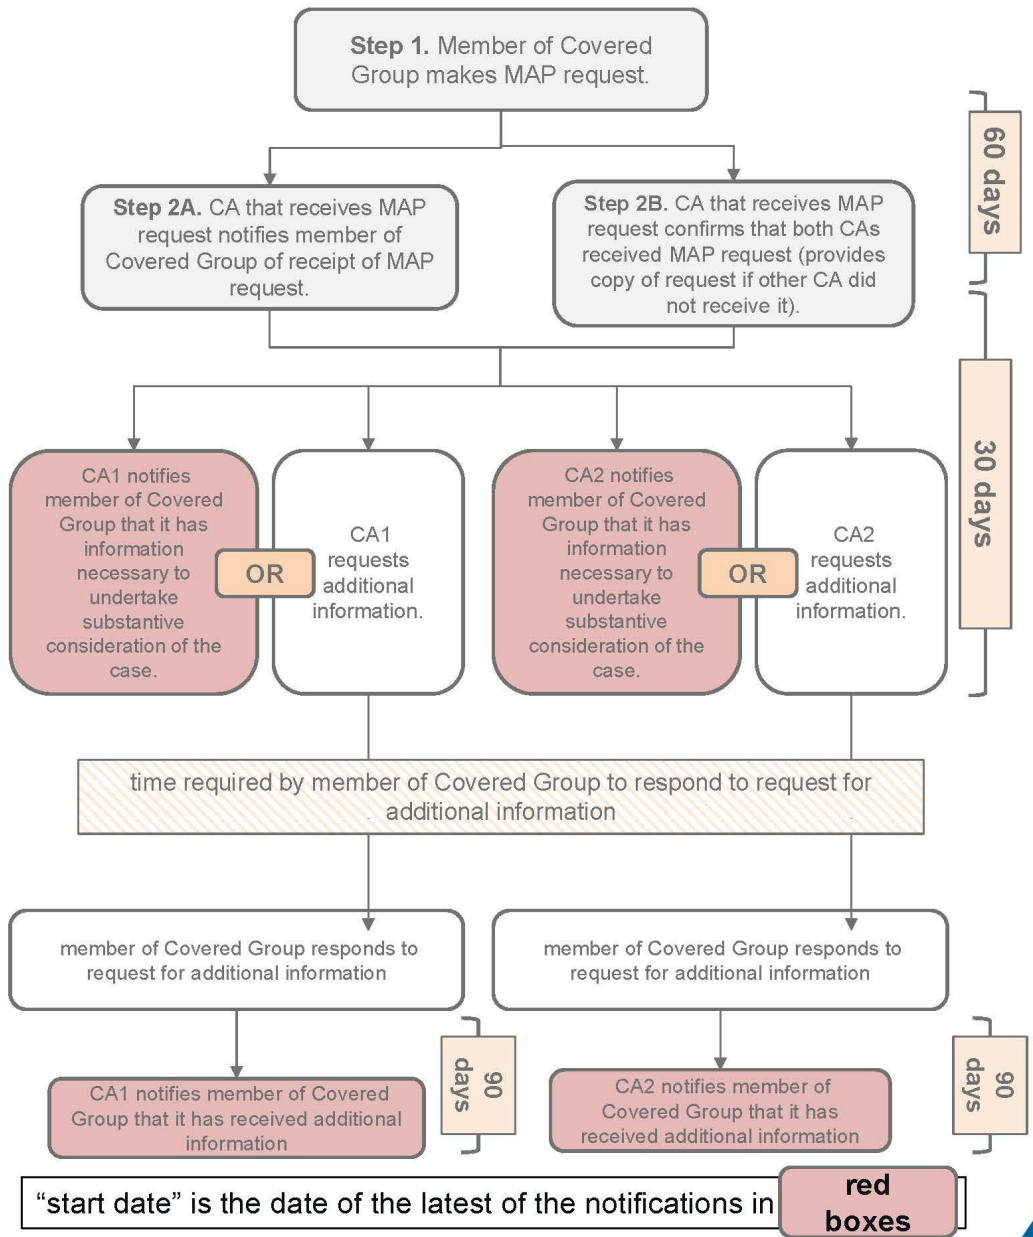 Step 1. Member of Covered
Group makes MAP request.
60 days
Step 2A. CA that receives MAP
request notifies member of
Covered Group of receipt of MAP
request.
Step 2B. CA that receives MAP
request confirms that both CAs
received MAP request (provides
copy of request if other CA did
not receive it).
30 days
CA1 notifies
member of Covered
Group that it has
information
necessary to
undertake
substantive
consideration of the
case.
OR
CA1
requests
additional
information.
CA2 notifies
member of Covered
Group that it has
information
necessary to
undertake
substantive
consideration of the
case.
OR
CA2
requests
additional
information.
time required by member of Covered Group to respond to request for
additional information
member of Covered Group responds to
request for additional information
member of Covered Group responds to
request for additional information
CA1 notifies member of Covered
Group that it has received additional
information
90
days
CA2 notifies member of
Covered Group that it has
received additional information
90
days
“start date” is the date of the latest of the notifications in
red
boxes